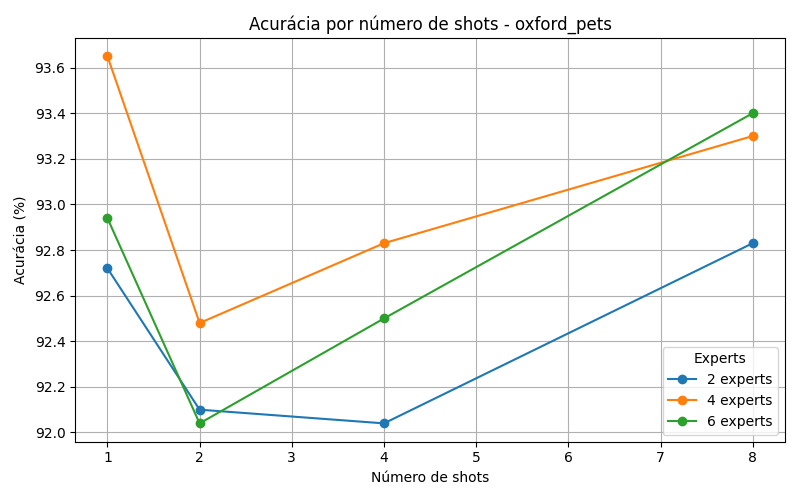 Acurácia por número de shots - oxford_pets
Acurácia (%)
93.6
93.4
93.2
93.0
92.8
92.6
92.4
92.2
92.0
1 2 3 4 5 6 7 8
Número de shots
Experts
2 experts
4 experts
6 experts